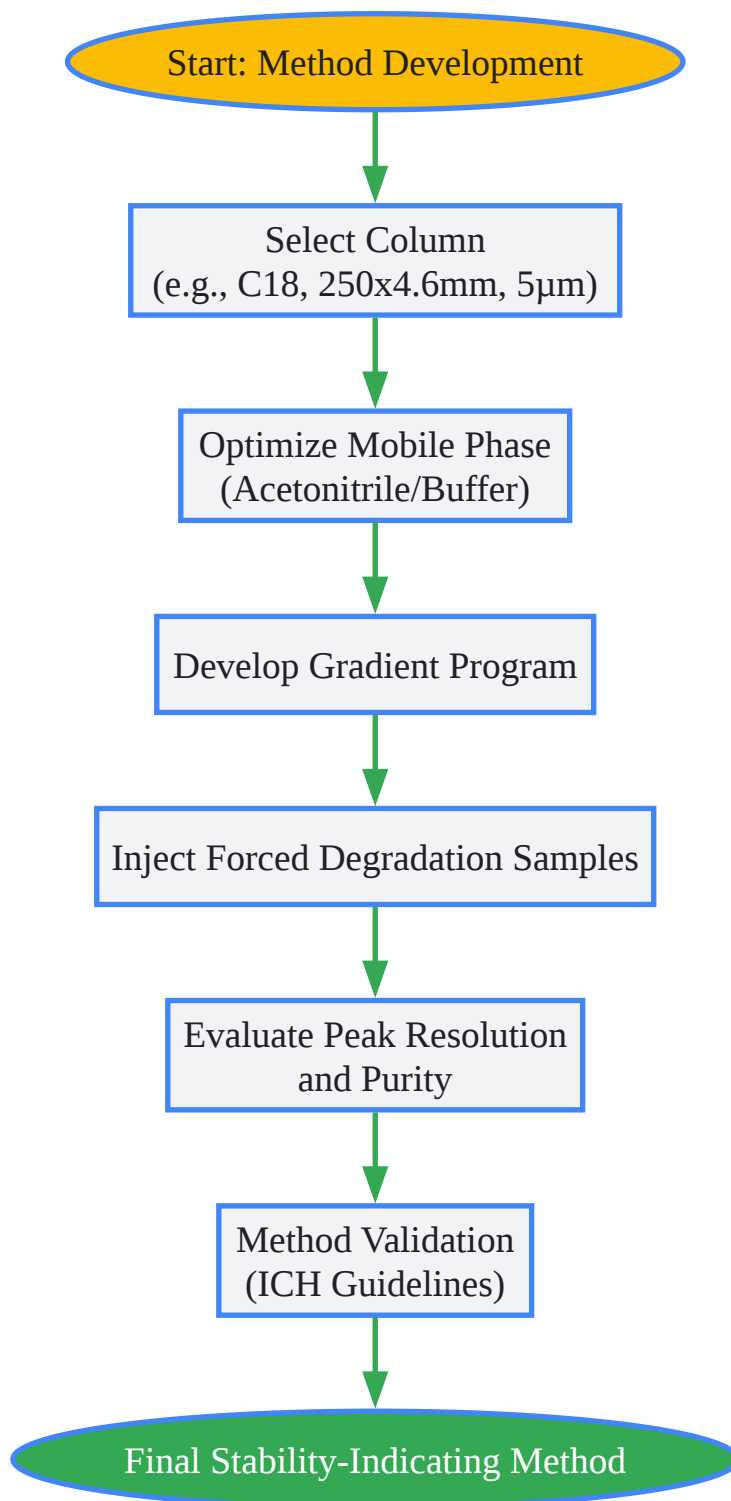 Start: Method Development
Select Column
(e.g., C18, 250x4.6mm, 5µm)
Optimize Mobile Phase
(Acetonitrile/Buffer)
Develop Gradient Program
Inject Forced Degradation Samples
Evaluate Peak Resolution
and Purity
Method Validation
(ICH Guidelines)
Final Stability-Indicating Method